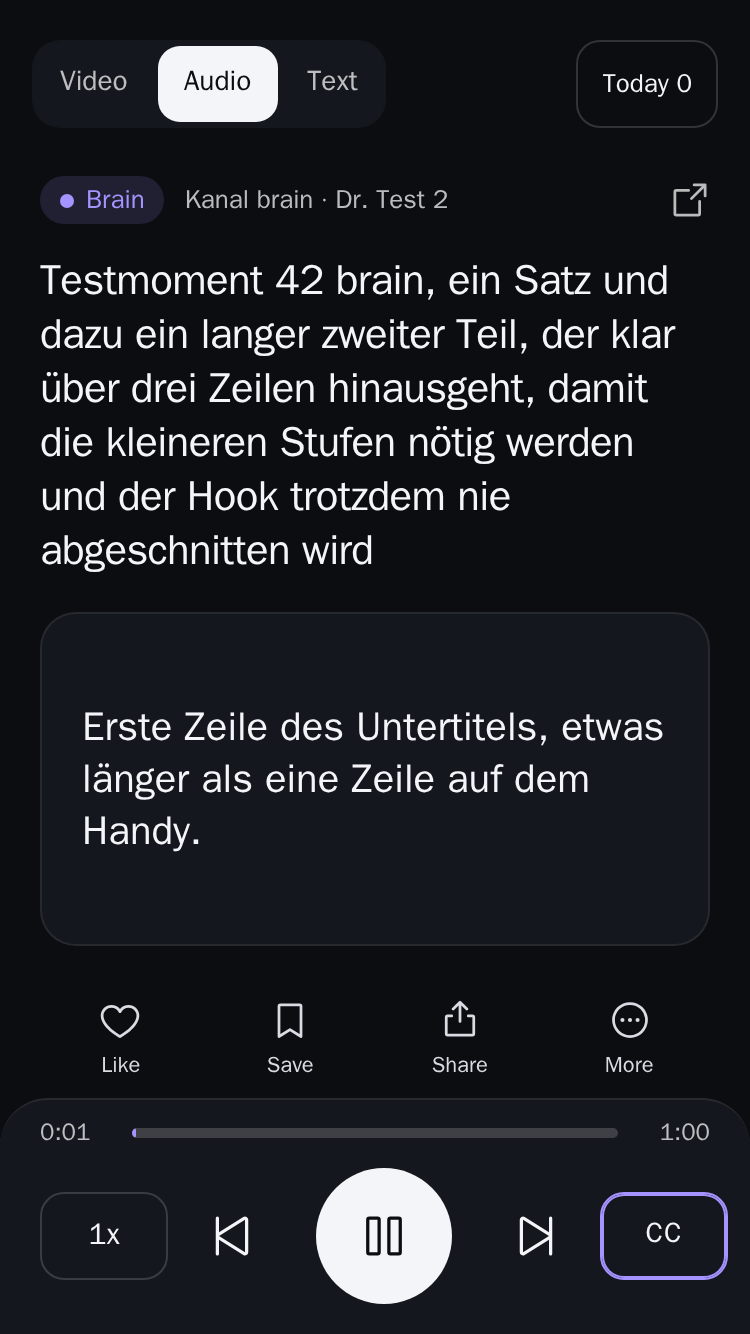 Video Audio Text Today 0
Brain Kanal brain · Dr. Test 2
Testmoment 42 brain, ein Satz und
dazu ein langer zweiter Teil, der klar
über drei Zeilen hinausgeht, damit
die kleineren Stufen nötig werden
und der Hook trotzdem nie
abgeschnitten wird
Erste Zeile des Untertitels, etwas
länger als eine Zeile auf dem
Handy.
Like Save Share More
0:01 1:00
1x CC